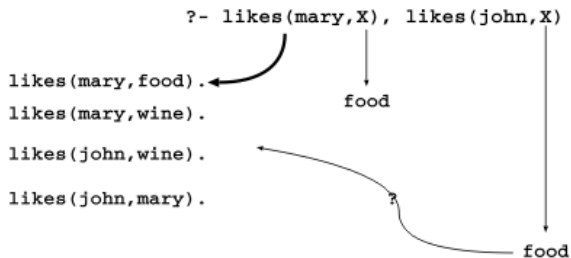 ?- likes(mary,X), likes(john,X)
likes(mary,food).
food
likes(mary,wine).
likes(john,wine).
likes(john,mary).
?
food